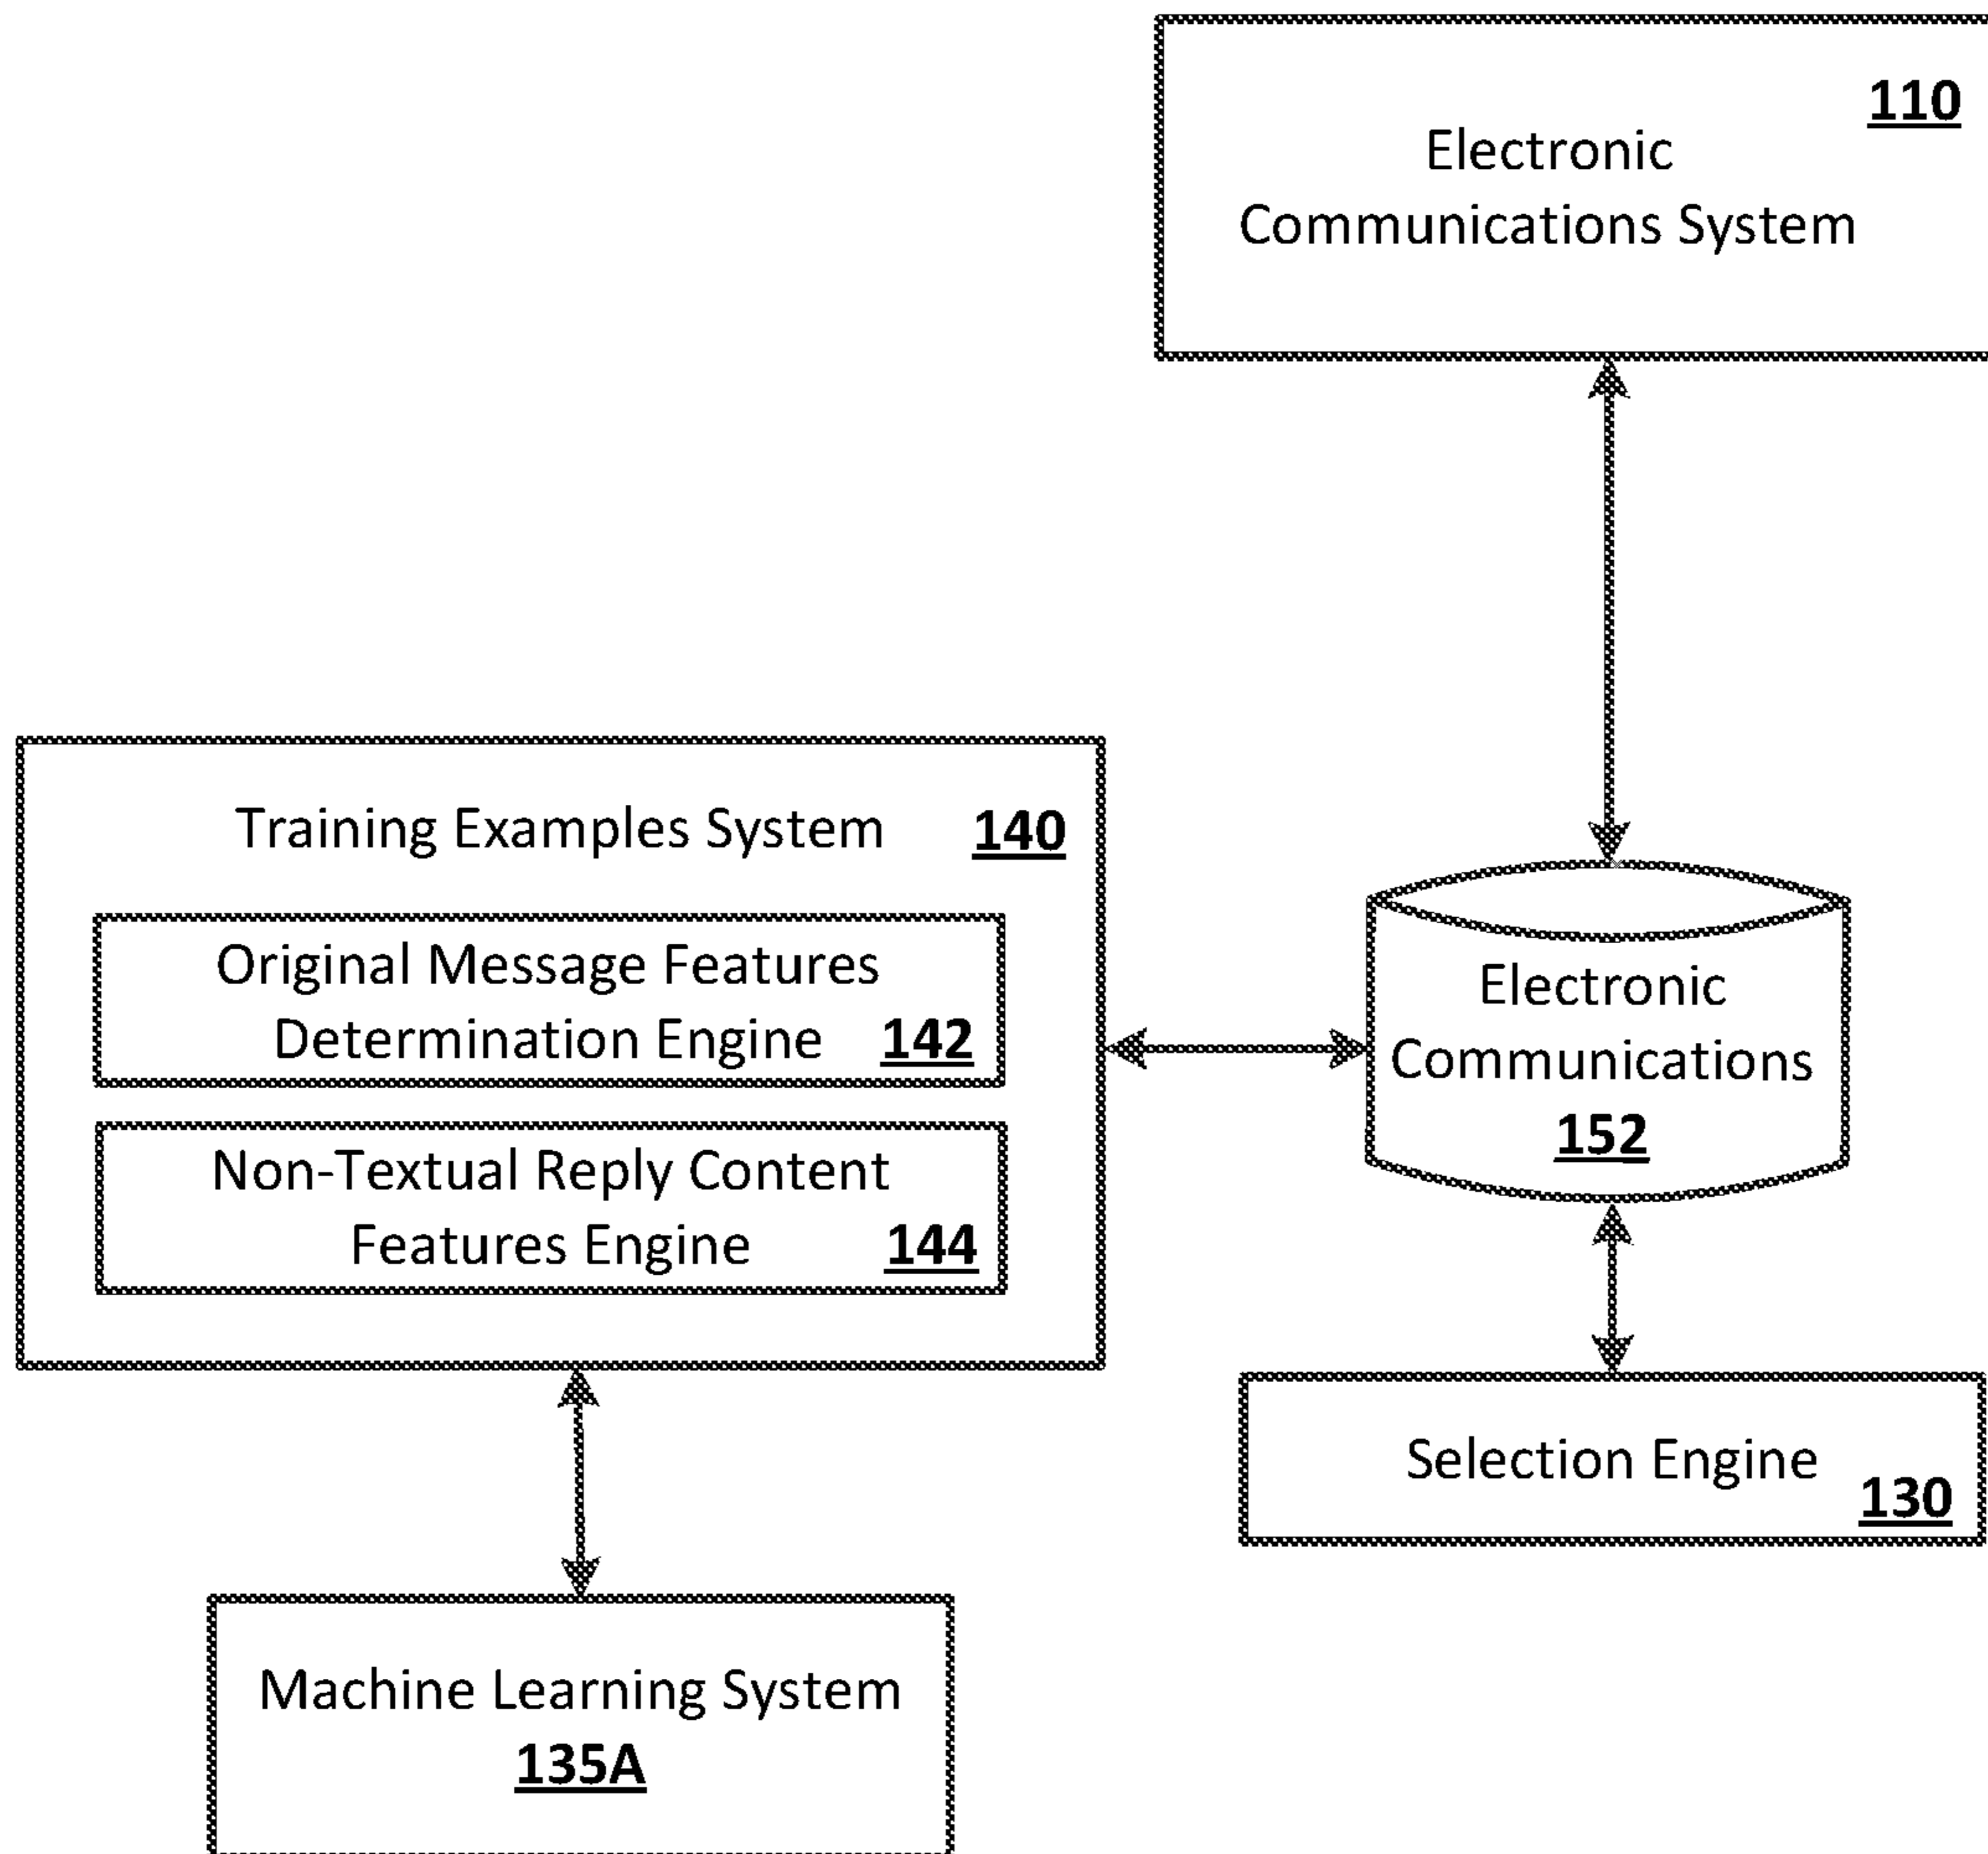 110
Electronic
Communications System
Training Examples System 140
Original Message Features
Determination Engine 142
Non-Textual Reply Content
Features Engine 144
Electronic
Communications
152
Selection Engine
130
Machine Learning System
135A